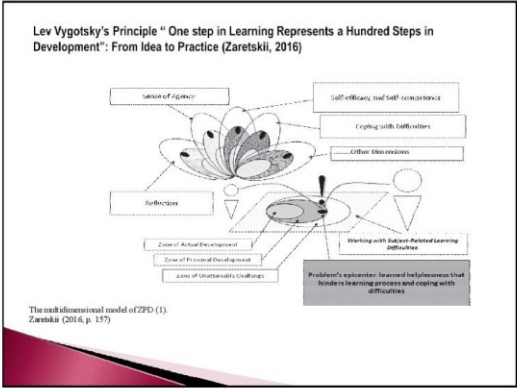 Lev Vygotsky's Principle “ One step in Learning Represents a Hundred Steps in
Development”: From Idea to Practice (Zaretskii, 2016)
Sense of Agency
Self-efficacy and Self-competence
Coping with Difficulties
..........Other Dimensions
Reflection
Zone of Actual Development
Zone of Proximal Development
Zone of Unattainable Challenge
Working with Subject-Related Learning
Difficulties
Problem's epicenter: learned helplessness that
hinders learning process and coping with
difficulties
The multidimensional model of ZPD (1).
Zaretskii (2016, p. 157)